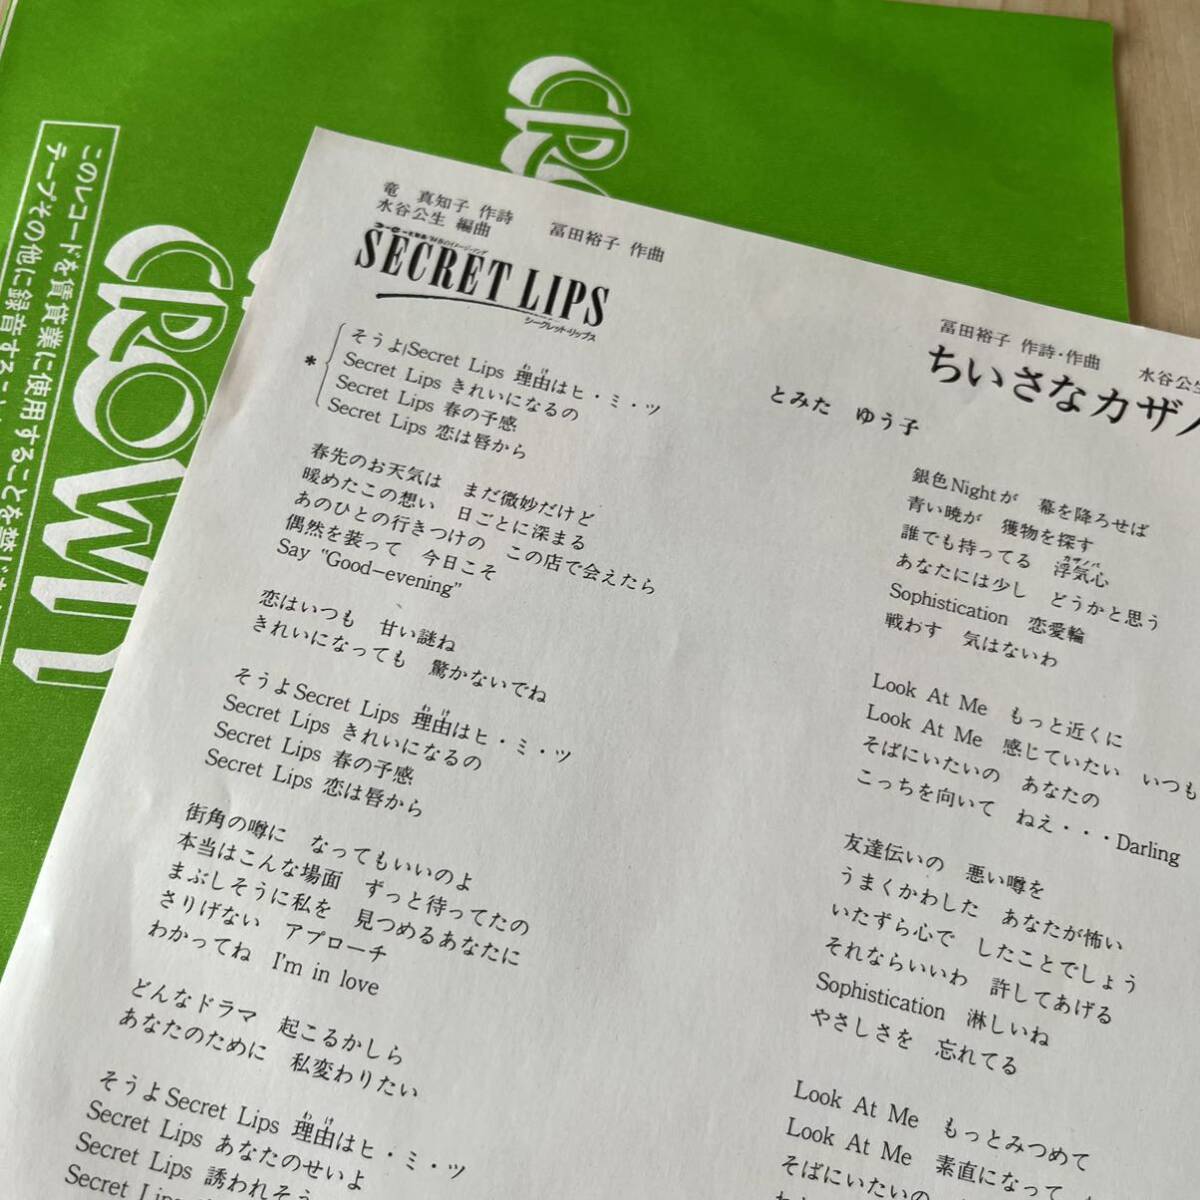 CRO
CROWN
このレコードを賃貸業に使用することを禁じ
テープその他に録音すること
竜 真知子 作詩 冨田裕子 作曲
水谷公生 編曲
SECRET LIPS
シークレット・リップス
とみた ゆう子
* そうよSecret Lips 理由はヒ・ミ・ツ
わけ
Secret Lips きれいになるの
Secret Lips 春の予感
Secret Lips 恋は唇から
春先のお天気は まだ微妙だけど
暖めたこの想い 日ごとに深まる
あのひとの行きつけの この店で会えたら
偶然を装って 今日こそ
Say "Good-evening"
恋はいつも 甘い謎ね
きれいになっても 驚かないでね
そうよSecret Lips 理由はヒ・ミ・ツ
わけ
Secret Lips きれいになるの
Secret Lips 春の予感
Secret Lips 恋は唇から
街角の噂に なってもいいのよ
本当はこんな場面 ずっと待ってたの
まぶしそうに私を 見つめるあなたに
さりげない アプローチ
わかってね I'm in love
どんなドラマ 起こるかしら
あなたのために 私変わりたい
そうよSecret Lips 理由はヒ・ミ・ツ
わけ
Secret Lips あなたのせいよ
Secret Lips 誘われそう
Secret Lips
冨田裕子 作詩・作曲 水谷公生
ちいさなカザノ
銀色Nightが 幕を降ろせば
青い暁が 獲物を探す
誰でも持ってる 浮気心
カザノバ
あなたには少し どうかと思う
Sophistication 恋愛輪
戦わす 気はないわ
Look At Me もっと近くに
Look At Me 感じていたい いつも
そばにいたいの あなたの
こっちを向いて ねえ・・・Darling
友達伝いの 悪い噂を
うまくかわした あなたが怖い
いたずら心で したことでしょう
それならいいわ 許してあげる
Sophistication 淋しいね
やさしさを 忘れてる
Look At Me もっとみつめて
Look At Me 素直になって
そばにいたいの